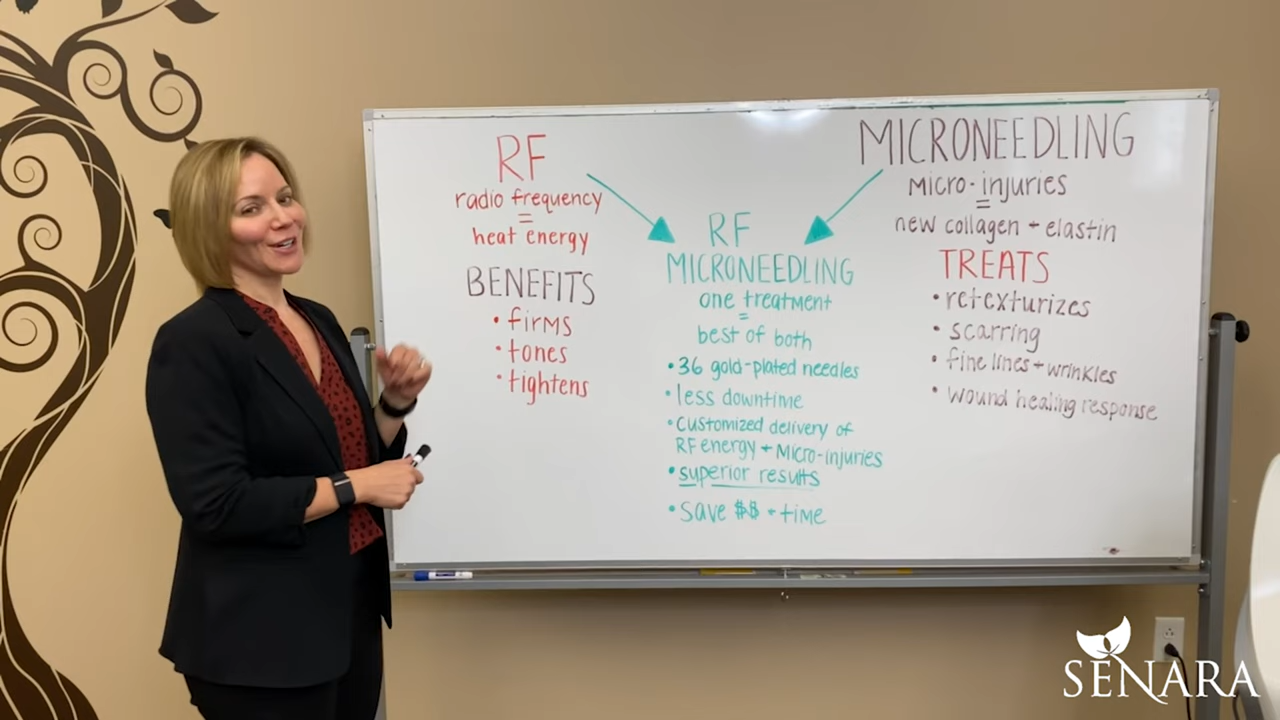 RF
radio frequency
=
heat energy
BENEFITS
• firms
• tones
• tightens
RF
MICRONEEDLING
one treatment
=
best of both
• 36 gold-plated needles
• less downtime
• customized delivery of
RF energy + Micro-injuries
• superior results
• save $$ + time
MICRONEEDLING
micro-injuries
=
new collagen + elastin
TREATS
• retexturizes
• scarring
• fine lines + wrinkles
• wound healing response
SENARA